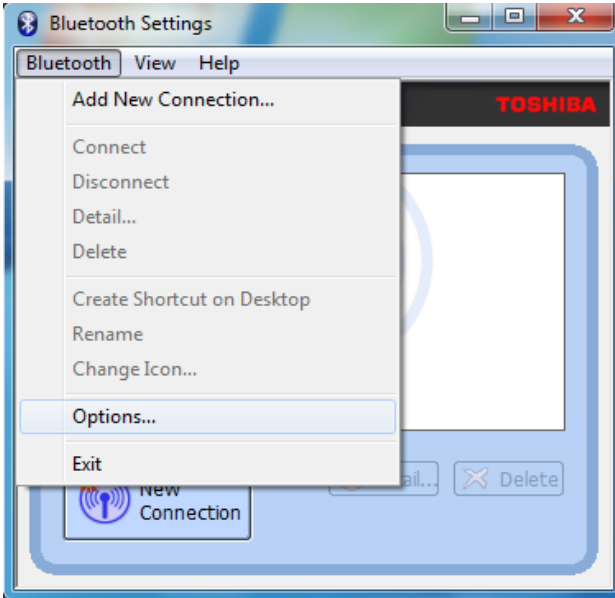 Bluetooth Settings
Bluetooth View Help
Add New Connection...
TOSHIBA
Connect
Disconnect
Detail...
Delete
Create Shortcut on Desktop
Rename
Change Icon...
Options...
Exit
New
Connection
ail...
Delete